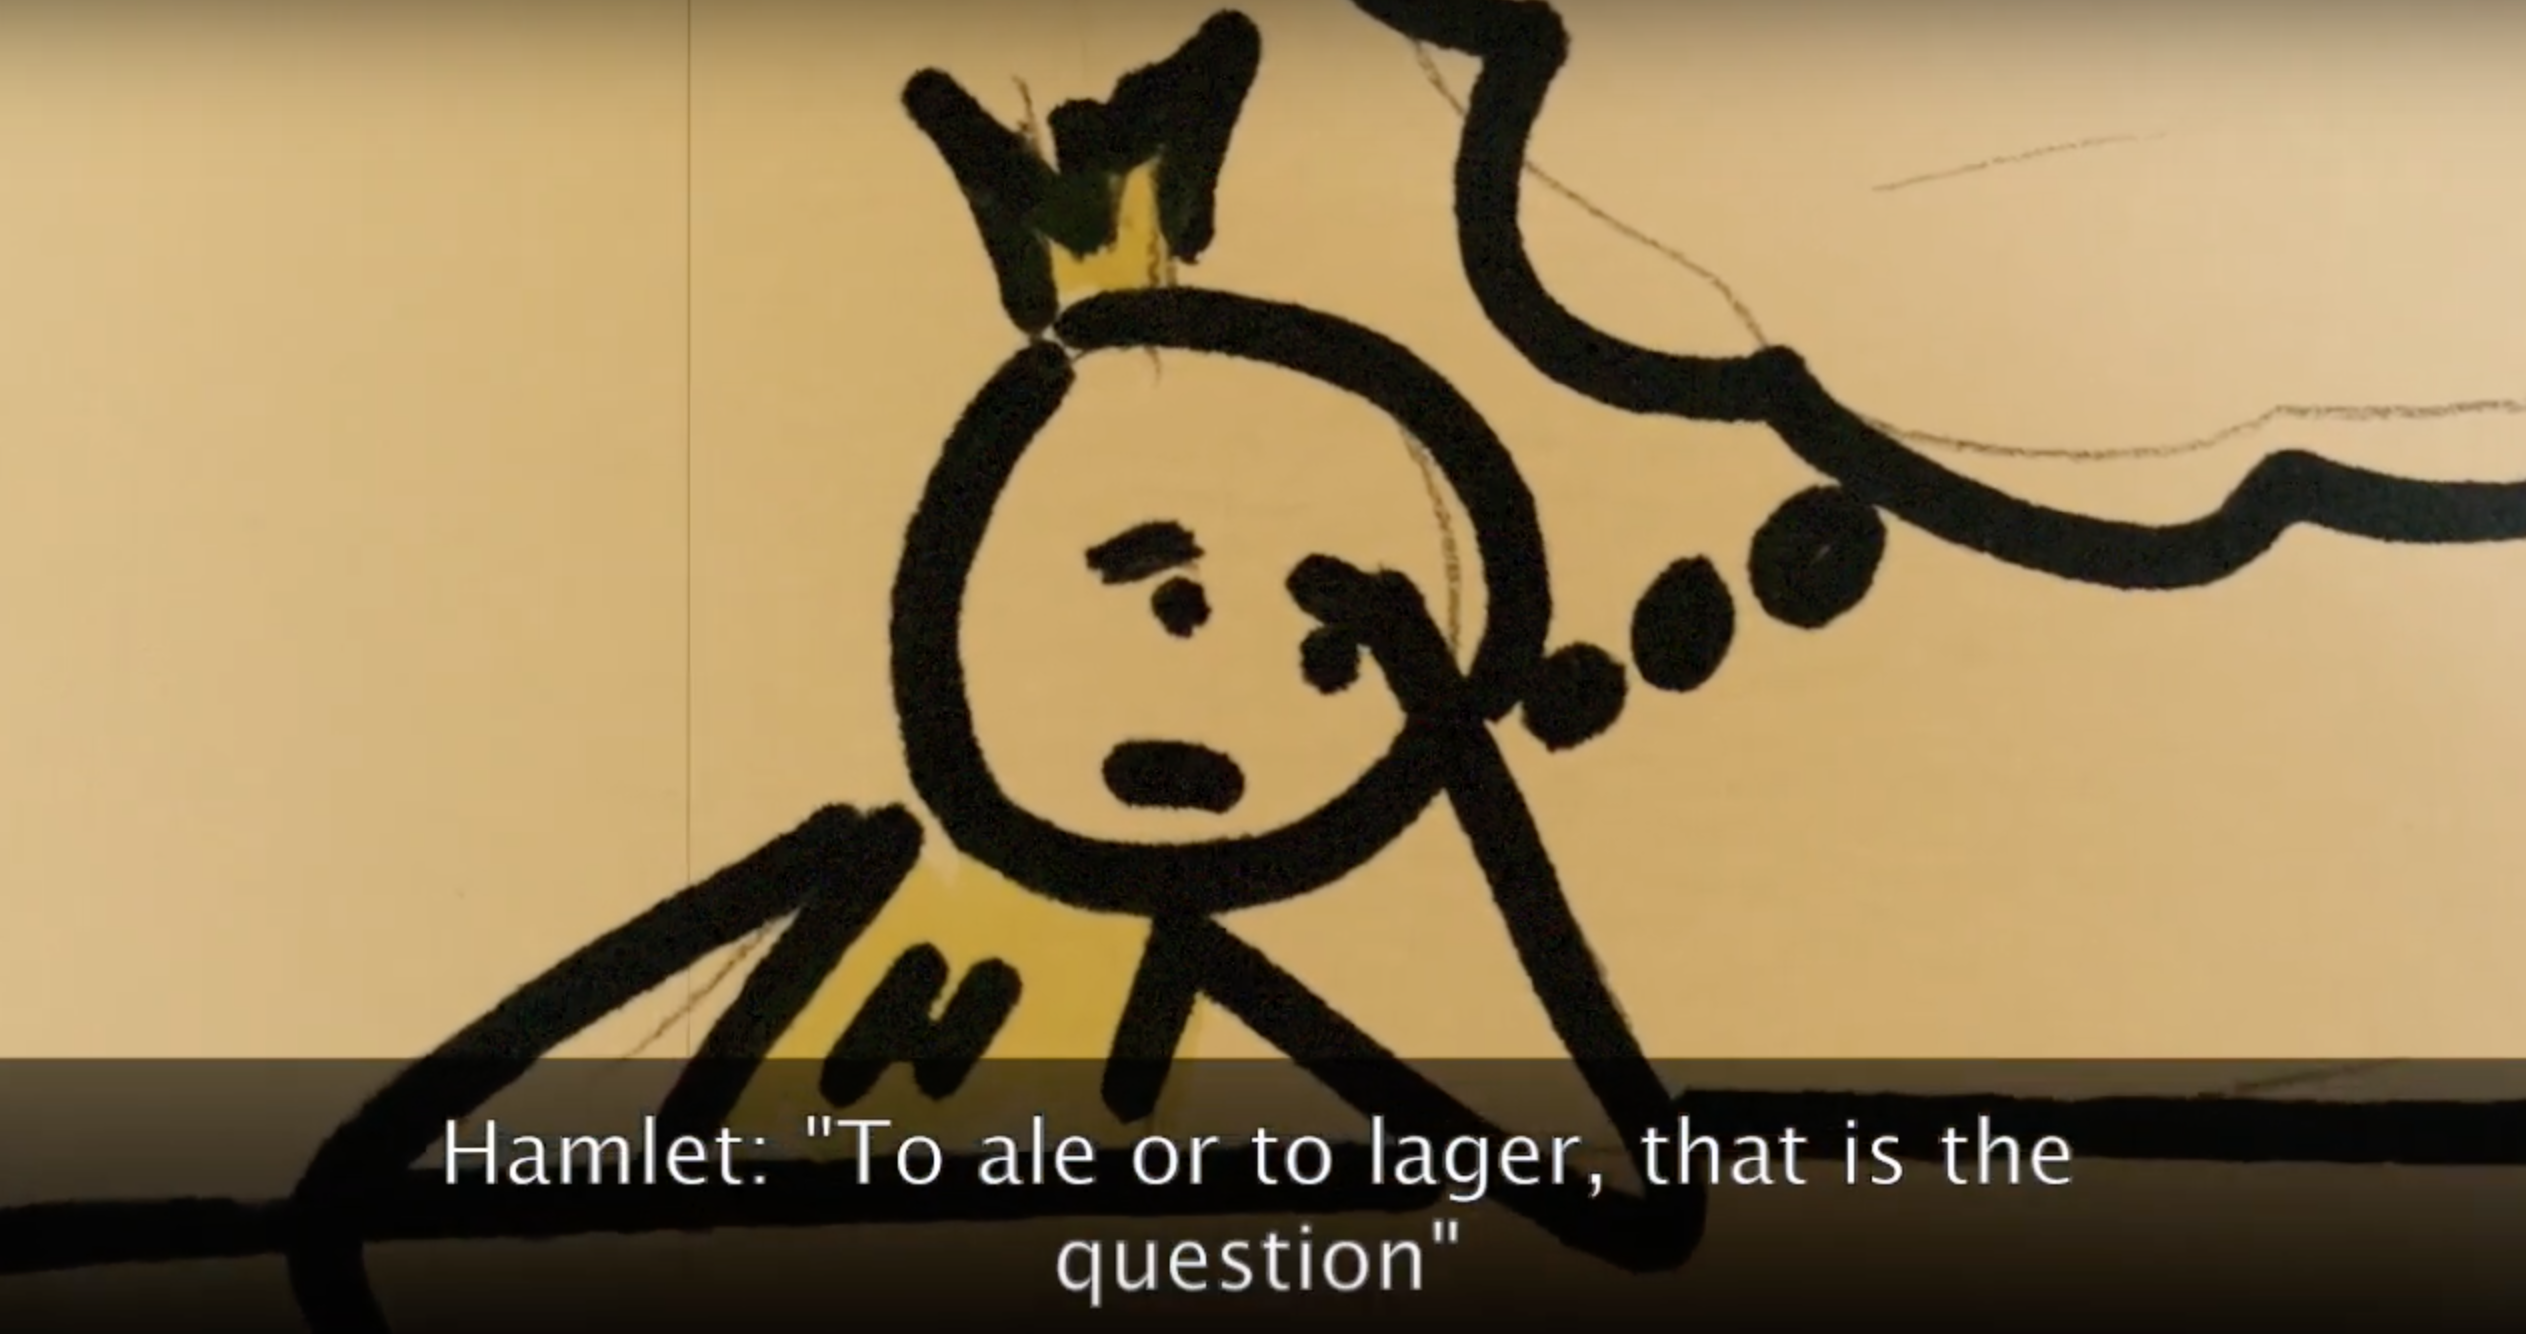 H
Hamlet: "To ale or to lager, that is the
question"